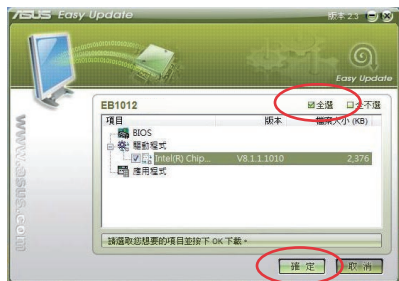 ASUS Easy Update 版本 2.1
Easy Update
EB1012 全選 全不選
項目 版本 檔案大小 (KB)
BIOS
驅動程式
Intel(R) Chip... V8.1.1.1010 2,376
應用程式
請選取您想要的項目並按下 OK 下載。
確定 取消
www.asus.com